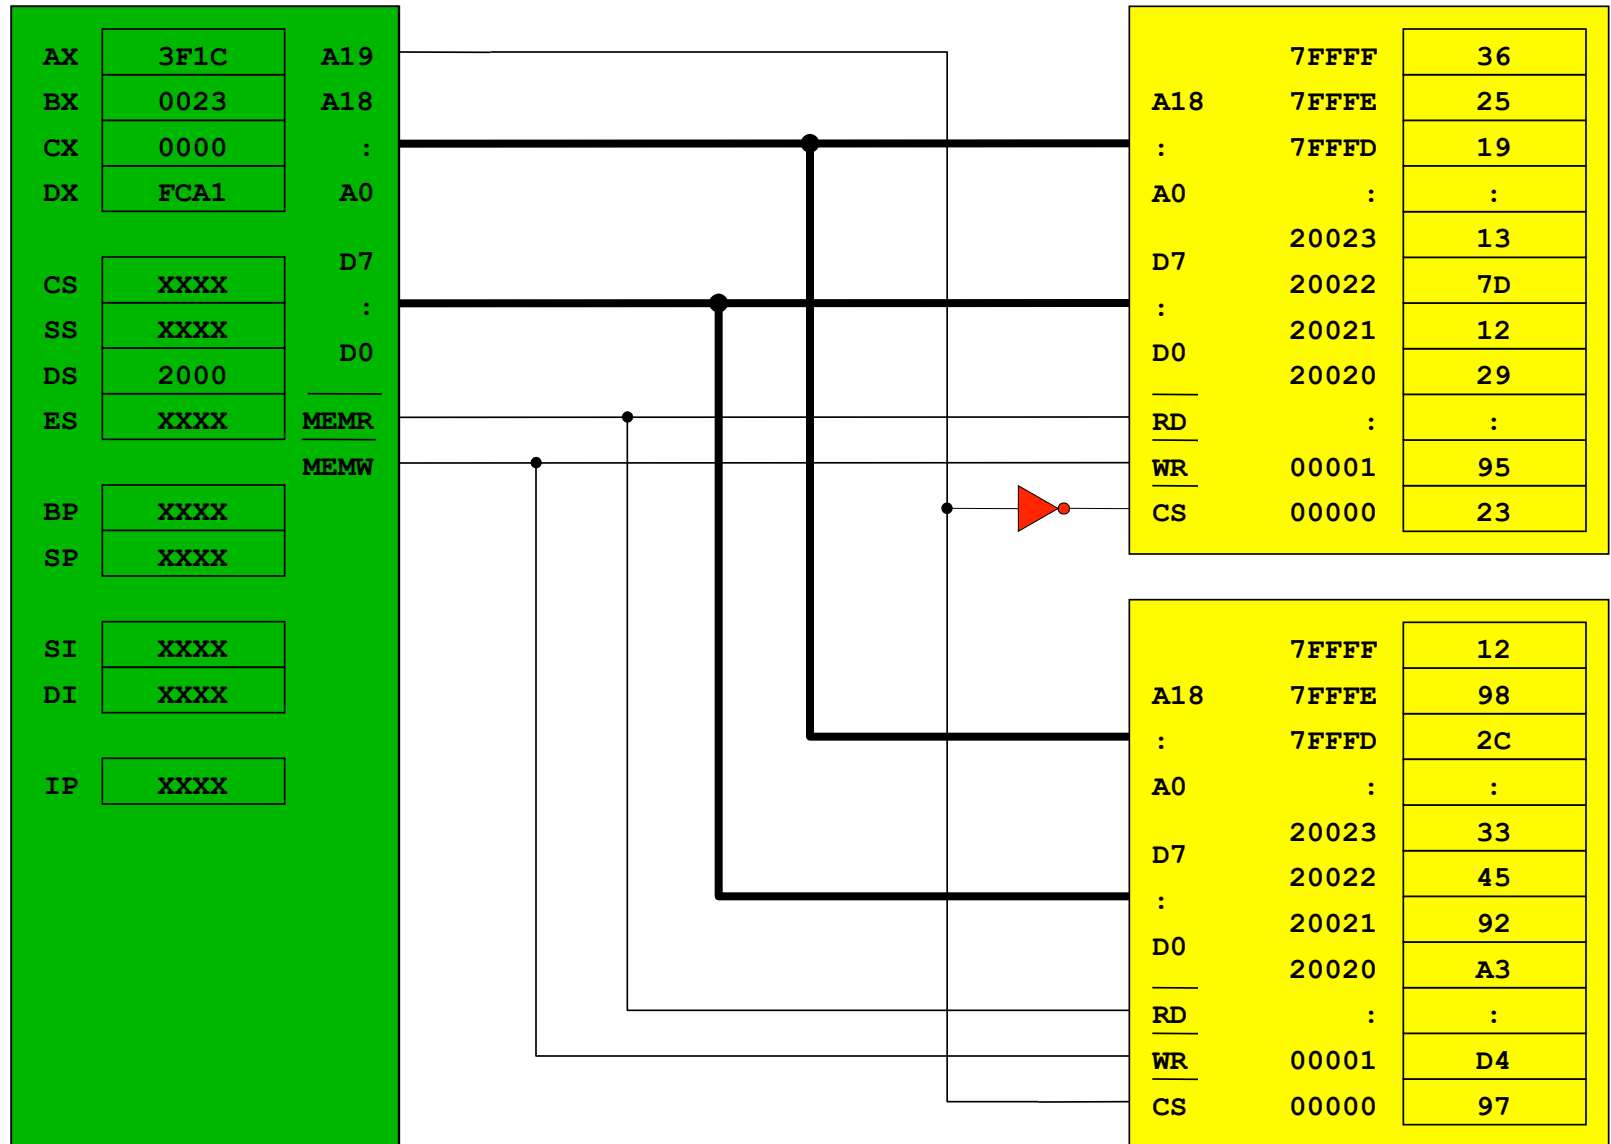 AX 3F1C A19
BX 0023 A18
CX 0000 :
DX FCA1 A0
D7
CS XXXX
:
SS XXXX
D0
DS 2000
ES XXXX MEMR
MEMW
BP XXXX
SP XXXX
SI XXXX
DI XXXX
IP XXXX
7FFFF 36
A18 7FFFE 25
: 7FFFD 19
A0 : :
20023 13
D7
20022 7D
:
20021 12
D0
20020 29
RD : :
WR 00001 95
CS 00000 23
7FFFF 12
A18 7FFFE 98
: 7FFFD 2C
A0 : :
20023 33
D7
20022 45
:
20021 92
D0
20020 A3
RD : :
WR 00001 D4
CS 00000 97